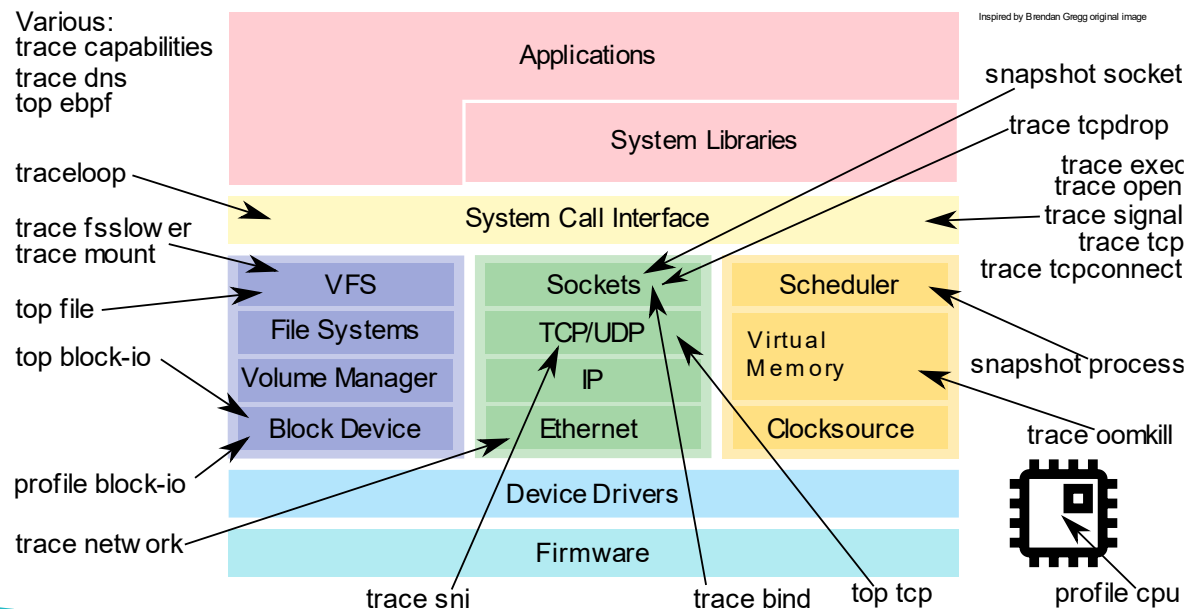 Various:
trace capabilities
trace dns
top ebpf
Inspired by Brendan Gregg original image
Applications
System Libraries
System Call Interface
VFS
File Systems
Volume Manager
Block Device
Sockets
TCP/UDP
IP
Ethernet
Scheduler
Virtual
Memory
Clocksource
Device Drivers
Firmware
traceloop
trace fsslower
trace mount
top file
top block-io
profile block-io
trace network
trace sni
trace bind
top tcp
snapshot socket
trace tcpdrop
trace exec
trace open
trace signal
trace tcp
trace tcpconnect
snapshot process
trace oomkill
profile cpu